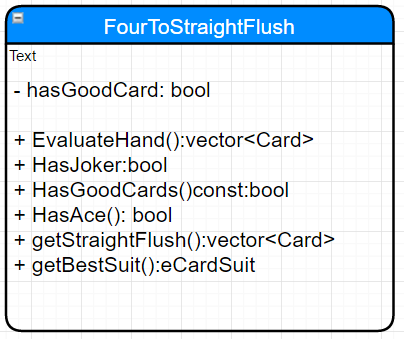 FourToStraightFlush
Text
- hasGoodCard: bool
+ EvaluateHand():vector<Card>
+ HasJoker:bool
+ HasGoodCards()const:bool
+ HasAce(): bool
+ getStraightFlush():vector<Card>
+ getBestSuit():eCardSuit